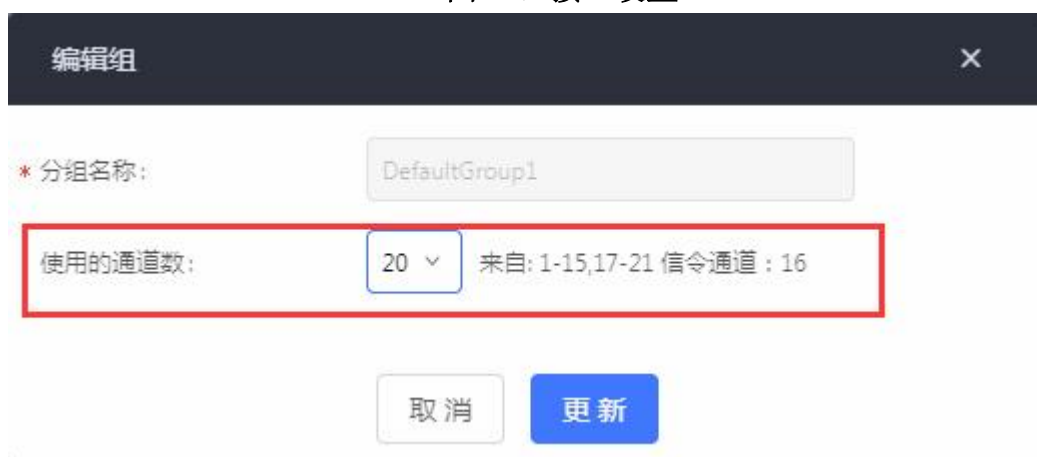 编辑组 ×
* 分组名称: DefaultGroup1
使用的通道数: 20 来自: 1-15,17-21 信令通道：16
取 消 更 新